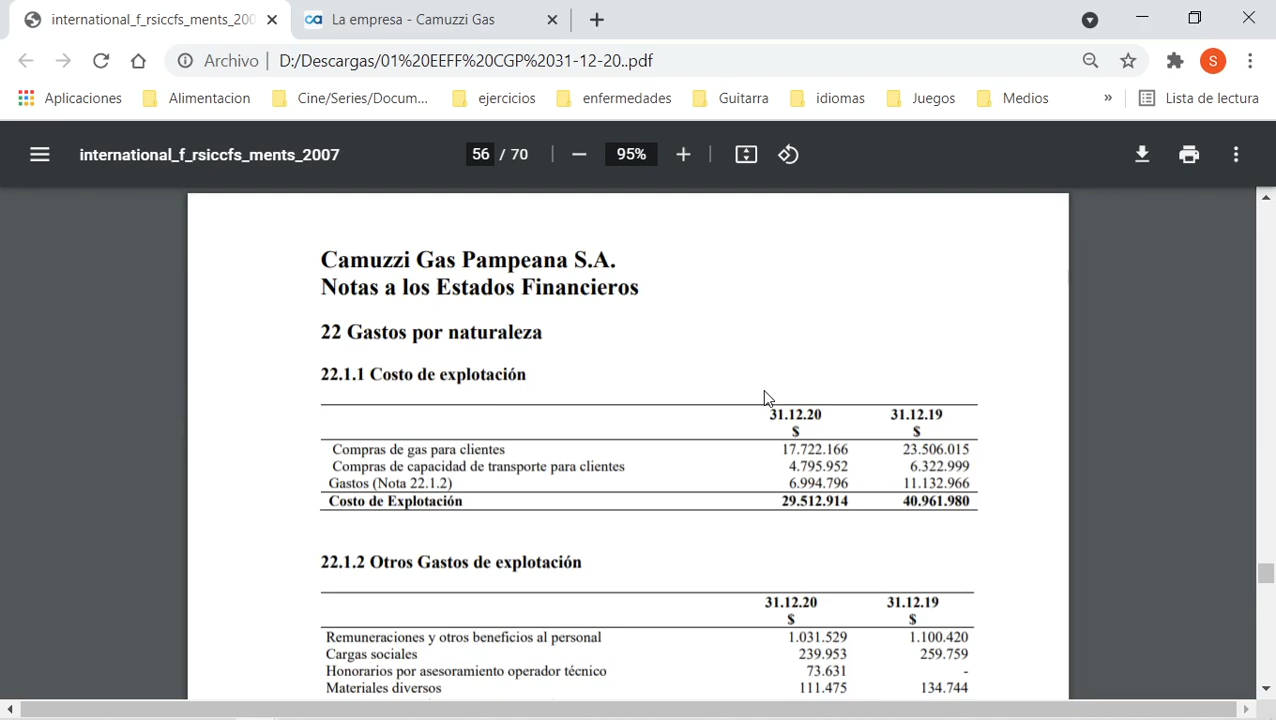 international_f_rsiccfs_ments_200
La empresa - Camuzzi Gas
Archivo
D:/Descargas/01%20EEFF%20CGP%2031-12-20..pdf
S
Aplicaciones
Alimentacion
Cine/Series/Docum...
ejercicios
enfermedades
Guitarra
idiomas
Juegos
Medios
»
Lista de lectura
international_f_rsiccfs_ments_2007
56 / 70
95%
Camuzzi Gas Pampeana S.A.
Notas a los Estados Financieros
22 Gastos por naturaleza
22.1.1 Costo de explotación
31.12.20 31.12.19
$ $
Compras de gas para clientes 17.722.166 23.506.015
Compras de capacidad de transporte para clientes 4.795.952 6.322.999
Gastos (Nota 22.1.2) 6.994.796 11.132.966
Costo de Explotación 29.512.914 40.961.980
22.1.2 Otros Gastos de explotación
31.12.20 31.12.19
$ $
Remuneraciones y otros beneficios al personal 1.031.529 1.100.420
Cargas sociales 239.953 259.759
Honorarios por asesoramiento operador técnico 73.631 -
Materiales diversos 111.475 134.744